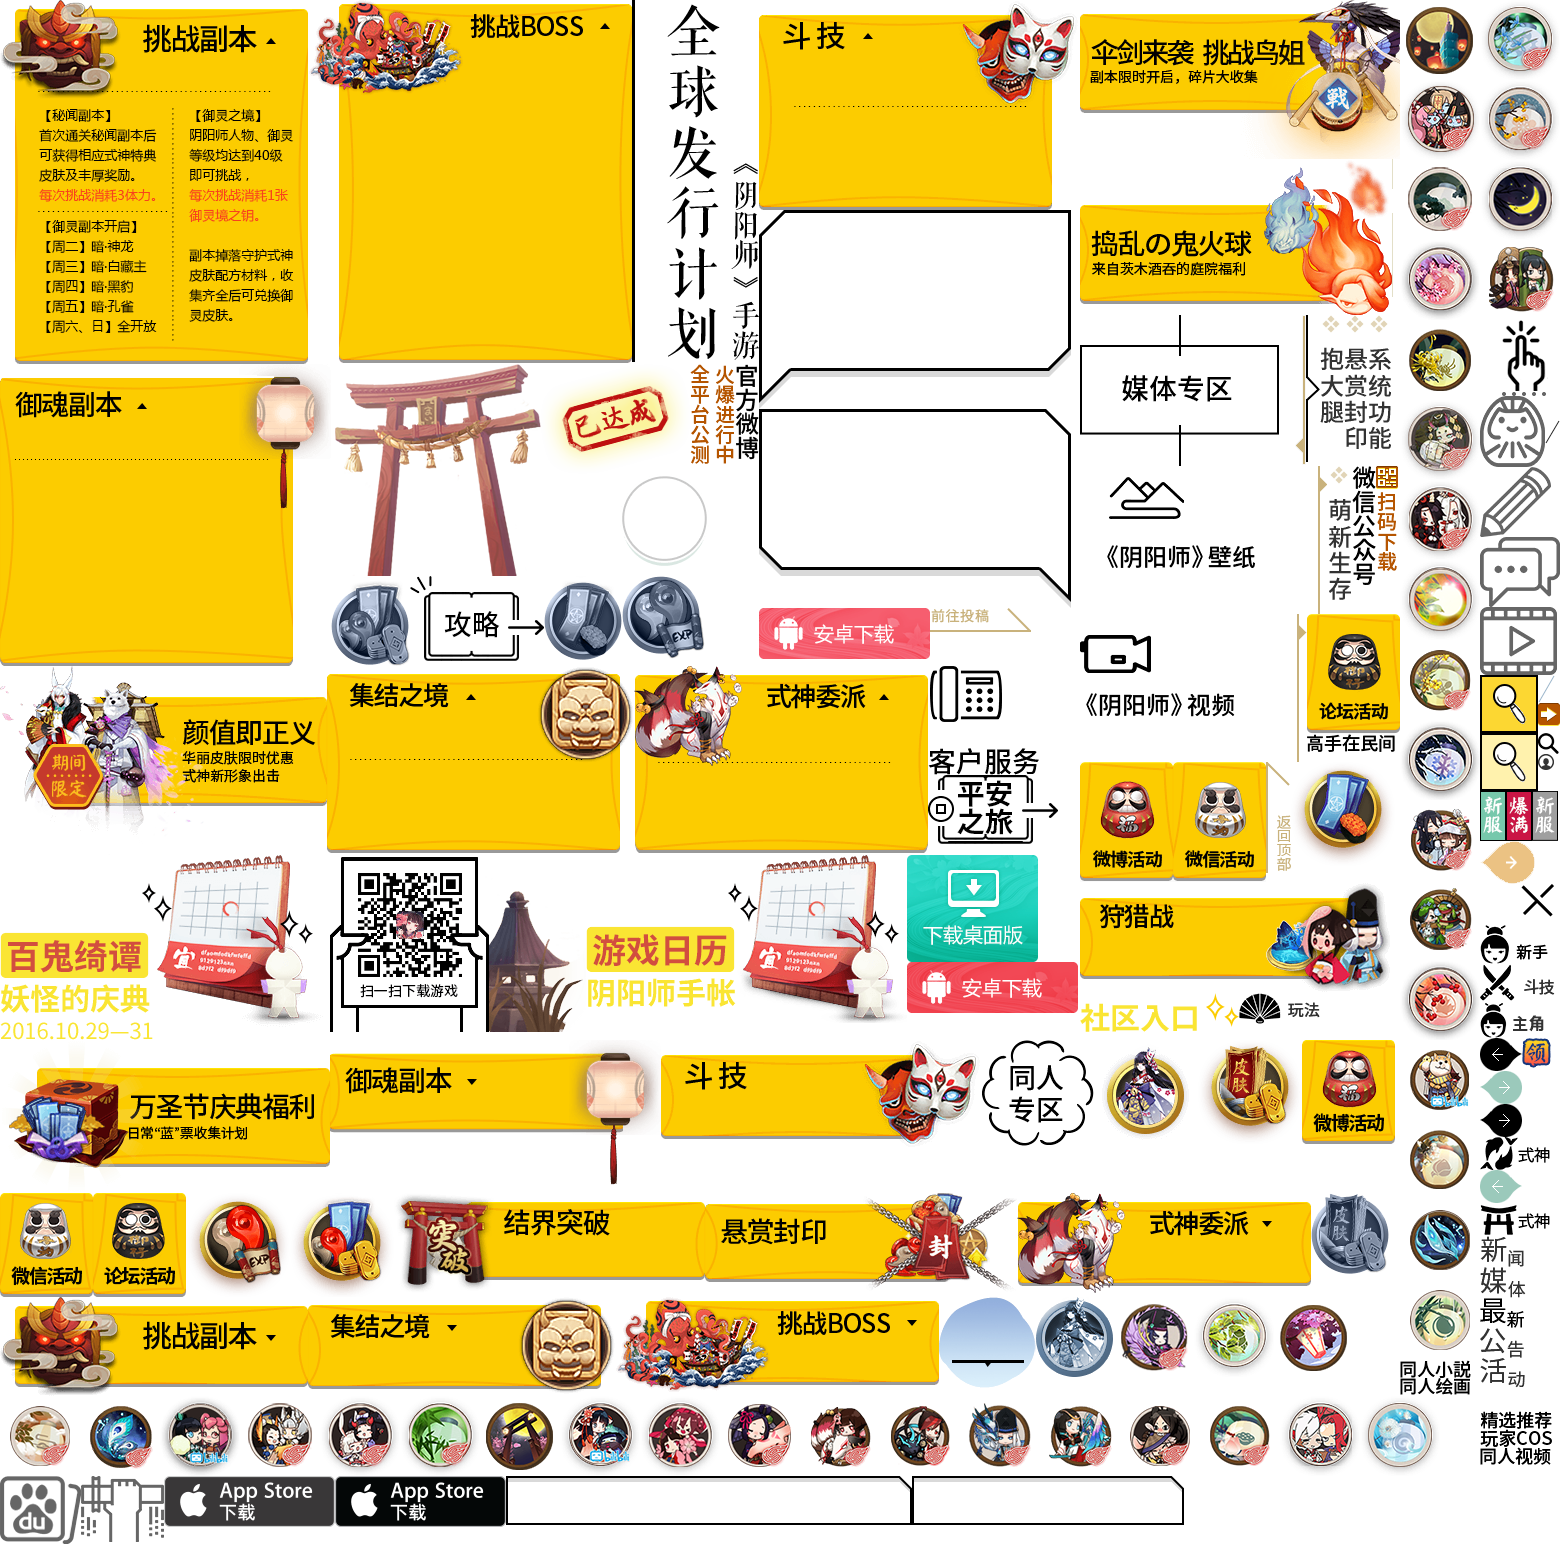 挑战副本
【秘闻副本】
首次通关秘闻副本后
可获得相应式神特典
皮肤及丰厚奖励。
每次挑战消耗3体力。
【御灵副本开启】
【周二】暗·神龙
【周三】暗·白藏主
【周四】暗·黑豹
【周五】暗·孔雀
【周六、日】全开放
【御灵之境】
阴阳师人物、御灵
等级均达到40级
即可挑战，
每次挑战消耗1张
御灵境之钥。
副本掉落守护式神
皮肤配方材料，收
集齐全后可兑换御
灵皮肤。
挑战BOSS
全球发行计划
《阴阳师》手游
斗技
伞剑来袭 挑战鸟姐
副本限时开启，碎片大收集
戰
捣乱の鬼火球
来自茨木酒吞的庭院福利
御魂副本
已达成
全平台公测
火爆进行中
官方微博
媒体专区
抱大腿
悬赏封印
系统功能
《阴阳师》壁纸
萌新生存
微信公众号
扫码下载
攻略
EXP
安卓下载
前往投稿
《阴阳师》视频
论坛活动
高手在民间
颜值即正义
华丽皮肤限时优惠
式神新形象出击
期间
限定
集结之境
式神委派
客户服务
平安
之旅
微博活动
微信活动
返回顶部
新服
爆满
新服
百鬼绮谭
妖怪的庆典
2016.10.29—31
宜
扫一扫下载游戏
游戏日历
阴阳师手帐
宜
下载桌面版
安卓下载
狩猎战
社区入口
玩法
新手
斗技
主角
领
式神
式神
万圣节庆典福利
日常“蓝”票收集计划
御魂副本
斗技
同人
专区
皮肤
微博活动
微信活动
论坛活动
EXP
突破
结界突破
悬赏封印
封
式神委派
皮肤
新闻
媒体
最新
公告
活动
挑战副本
集结之境
挑战BOSS
同人小説
同人绘画
精选推荐
玩家COS
同人视频
du
App Store
下载
App Store
下载